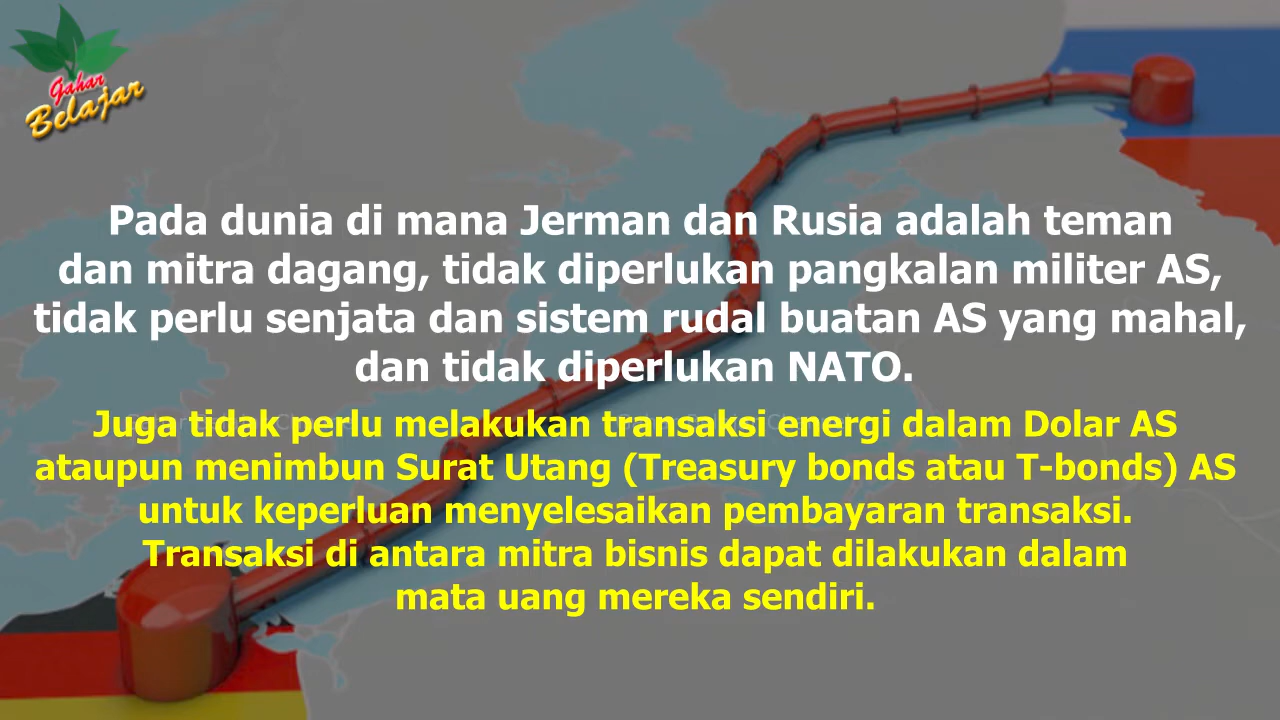 Gahar
Belajar
Pada dunia di mana Jerman dan Rusia adalah teman
dan mitra dagang, tidak diperlukan pangkalan militer AS,
tidak perlu senjata dan sistem rudal buatan AS yang mahal,
dan tidak diperlukan NATO.
Juga tidak perlu melakukan transaksi energi dalam Dolar AS
ataupun menimbun Surat Utang (Treasury bonds atau T-bonds) AS
untuk keperluan menyelesaikan pembayaran transaksi.
Transaksi di antara mitra bisnis dapat dilakukan dalam
mata uang mereka sendiri.